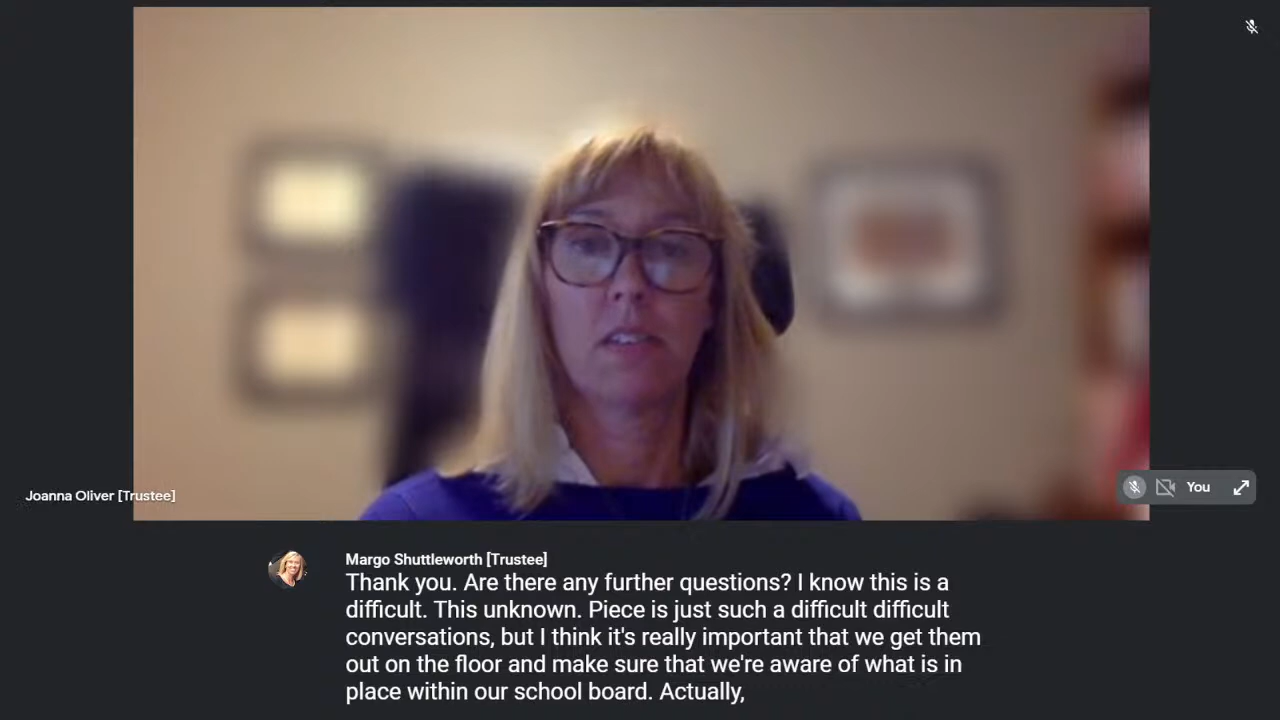 Joanna Oliver [Trustee]
You
Margo Shuttleworth [Trustee]
Thank you. Are there any further questions? I know this is a
difficult. This unknown. Piece is just such a difficult difficult
conversations, but I think it's really important that we get them
out on the floor and make sure that we're aware of what is in
place within our school board. Actually,